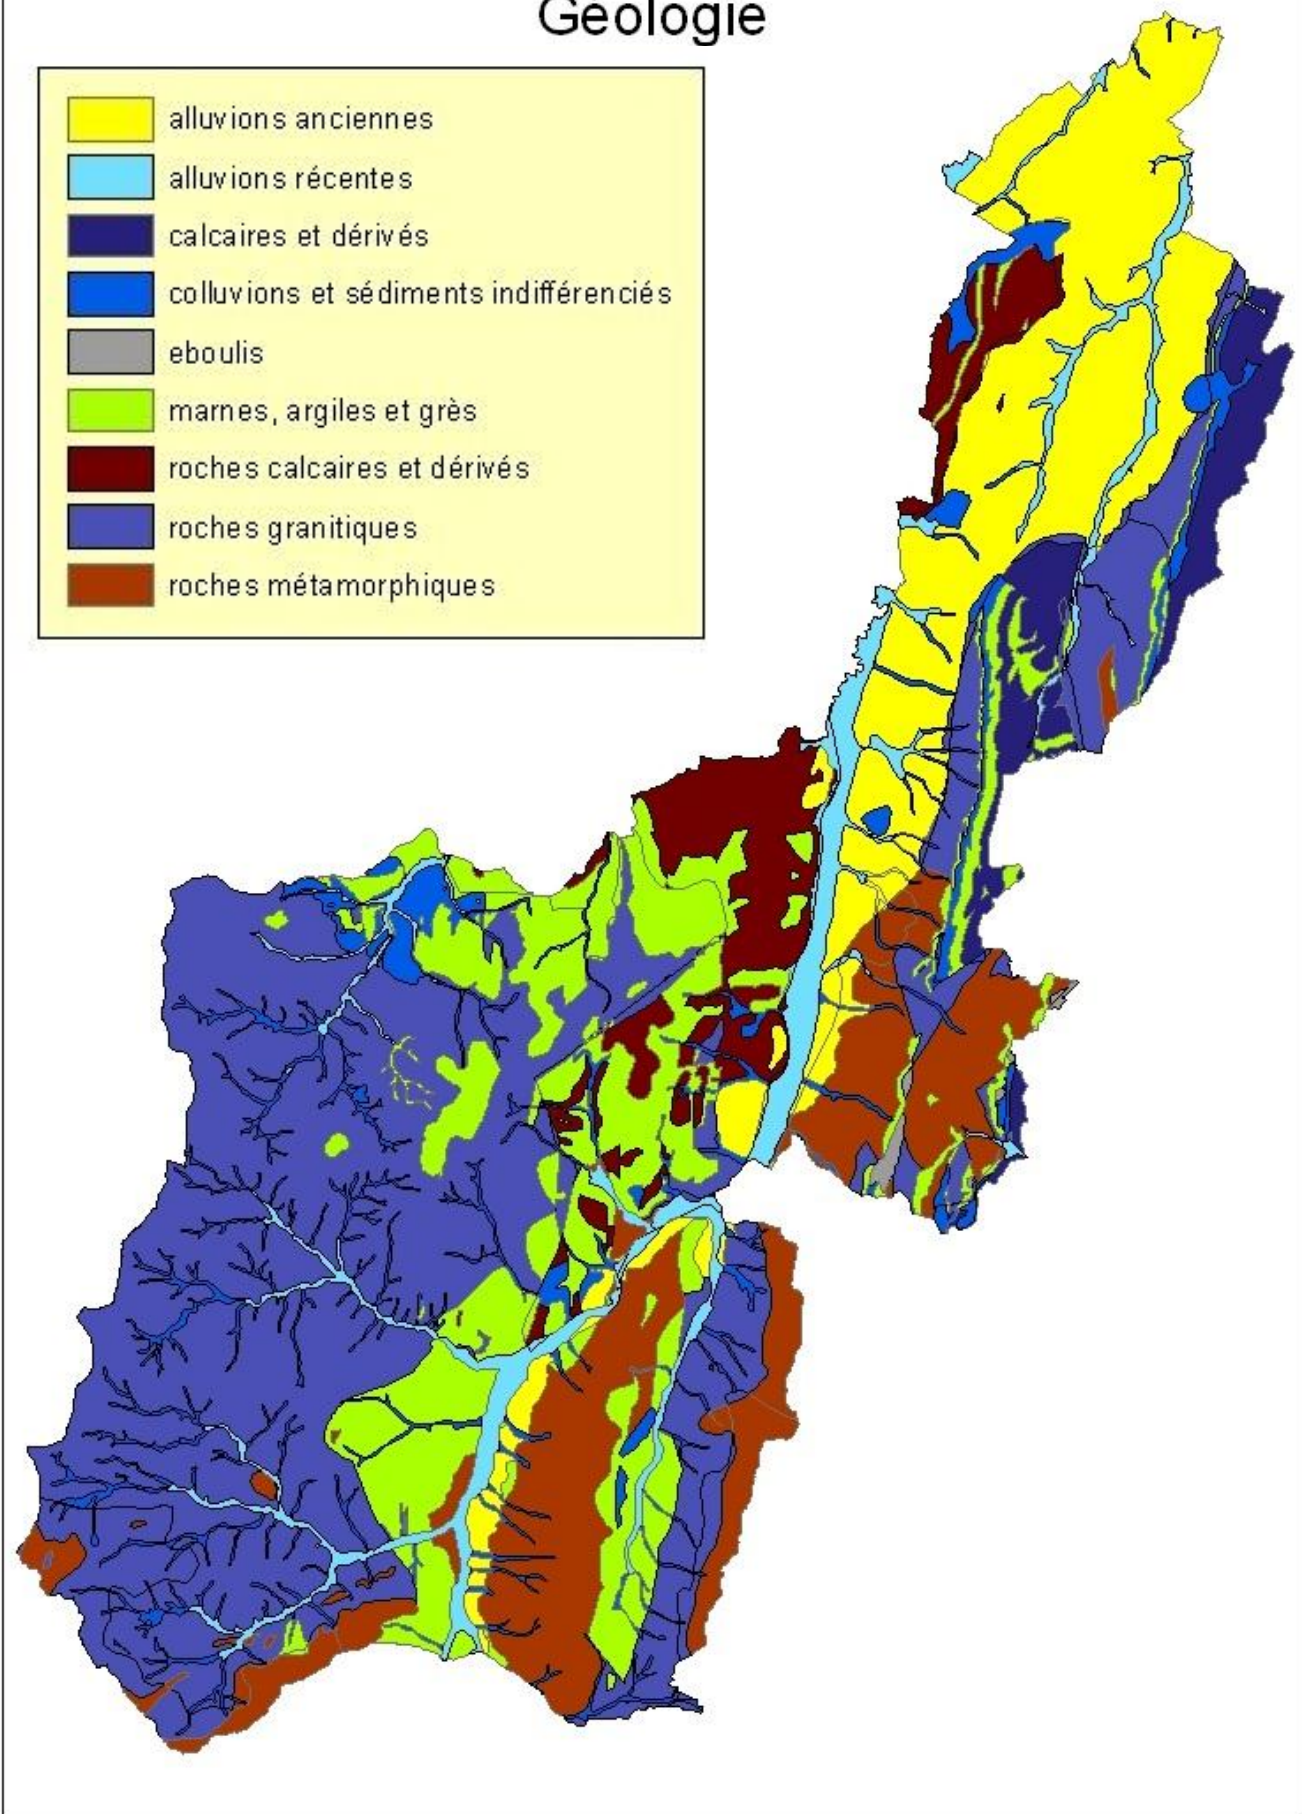 Géologie
alluvions anciennes
alluvions récentes
calcaires et dérivés
colluvions et sédiments indifférenciés
eboulis
marnes, argiles et grès
roches calcaires et dérivés
roches granitiques
roches métamorphiques